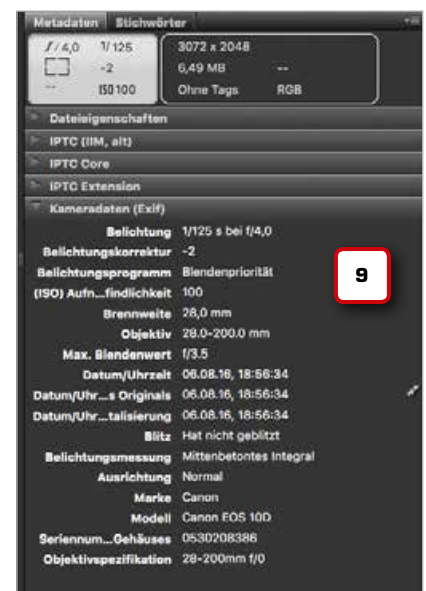 Metadaten Stichwörter
f/4,0 1/125
-2
-- ISO 100
3072 x 2048
6,49 MB --
Ohne Tags RGB
Dateieigenschaften
IPTC (IIM, alt)
IPTC Core
IPTC Extension
Kameradaten (Exif)
Belichtung 1/125 s bei f/4,0
Belichtungskorrektur -2
Belichtungsprogramm Blendenpriorität
9
(ISO) Aufn...findlichkeit 100
Brennweite 28,0 mm
Objektiv 28.0-200.0 mm
Max. Blendenwert f/3.5
Datum/Uhrzeit 06.08.16, 18:56:34
Datum/Uhr...s Originals 06.08.16, 18:56:34
Datum/Uhr...talisierung 06.08.16, 18:56:34
Blitz Hat nicht geblitzt
Belichtungsmessung Mittenbetontes Integral
Ausrichtung Normal
Marke Canon
Modell Canon EOS 10D
Seriennum...Gehäuses 0530208386
Objektivspezifikation 28-200mm f/0